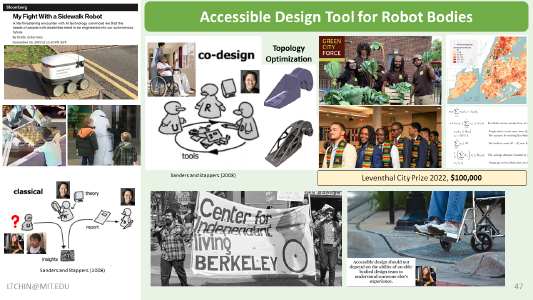 Bloomberg
My Fight With a Sidewalk Robot
A life-threatening encounter with AI technology convinced me that the
needs of people with disabilities need to be engineered into our autonomous
future.
Accessible Design Tool for Robot Bodies
co-design
Topology
Optimization
tools
Sanders and Stappers (2008)
GREEN
CITY
FORCE
Leventhal City Prize 2022, $100,000
classical
theory
report
insights
?
Sanders and Stappers (2008)
Center for
Independent
living
BERKELEY
Accessible design should not
depend on the ability of an able-
bodied design team to
understand someone else's
experience.
LTCHIN@MIT.EDU
47